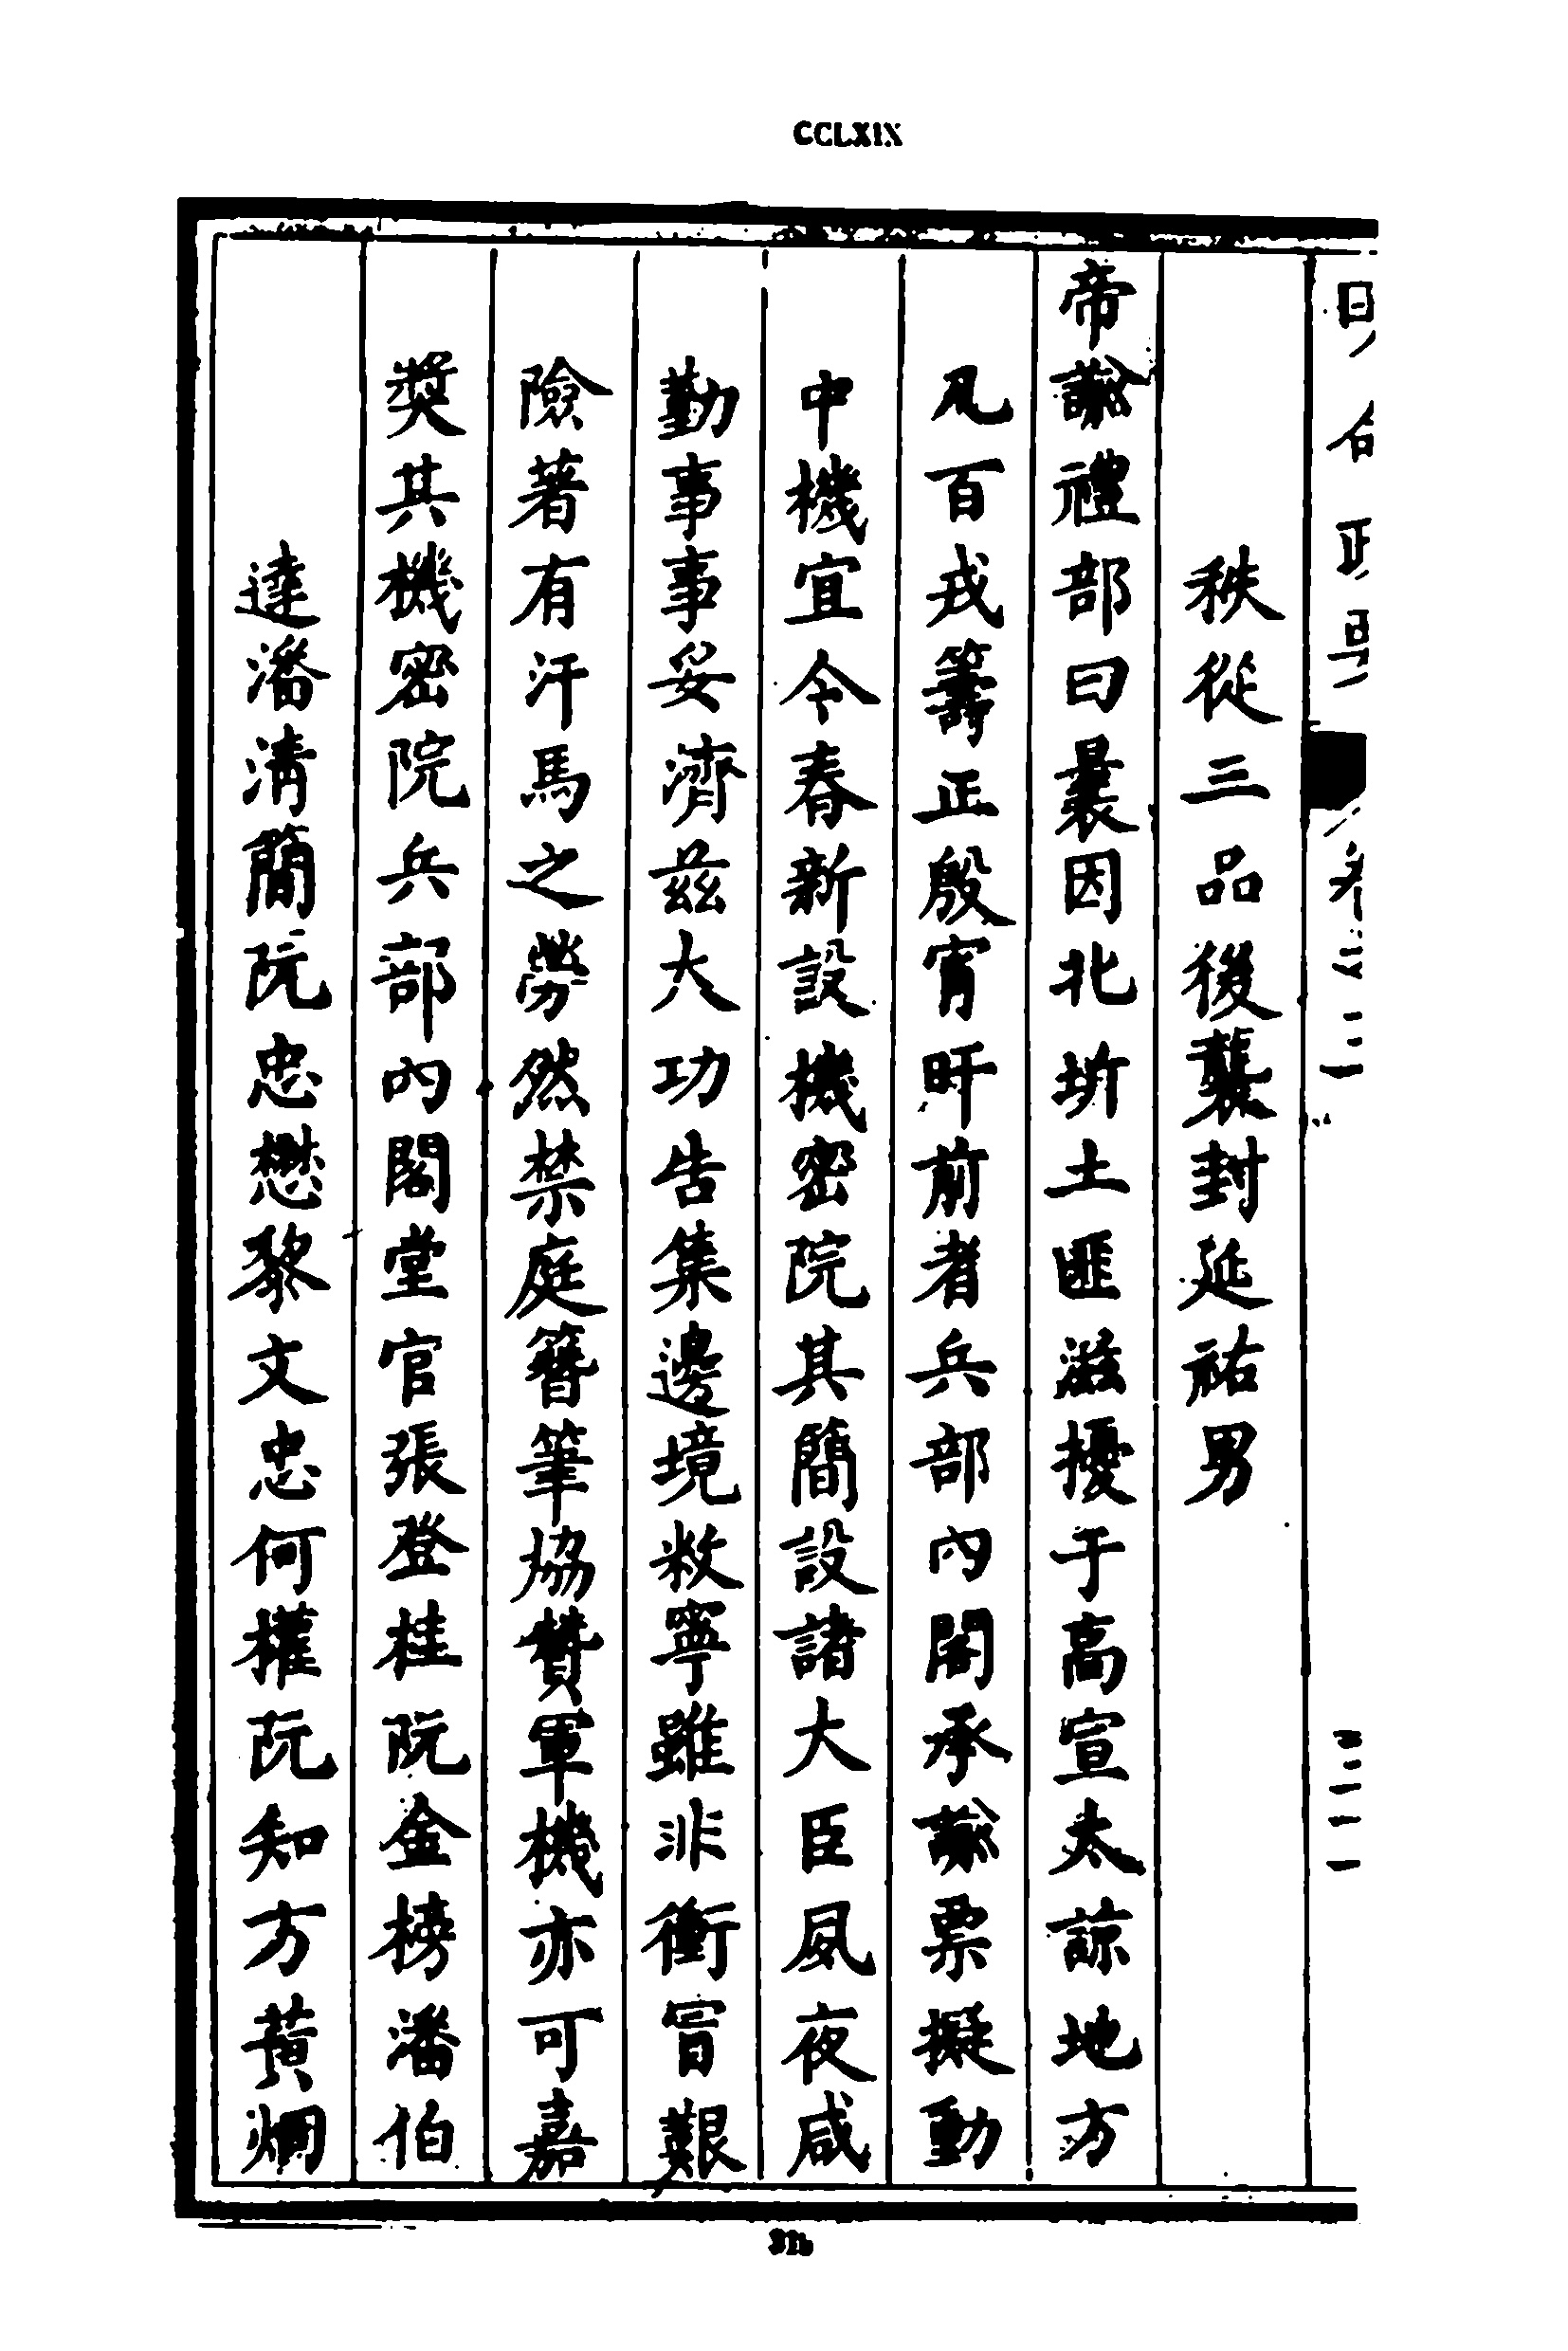 CCLXIX
秩從三品後襲封延祐男
帝諭禮部曰曩因北圻土匪滋擾于高宣太諒地方
凡百戎籌正殷宵旰前者兵部內閣承諭票擬動
中機宜今春新設機密院其簡設諸大臣夙夜咸
勤事事妥濟茲大功告集邊境敉寧雖非衝冒艱
險著有汗馬之勞然禁庭簪筆協贊軍機亦可嘉
獎其機密院兵部內閣堂官張登桂阮金榜潘伯
達潘清簡阮忠懋黎文忠何權阮知方黃炯
31b